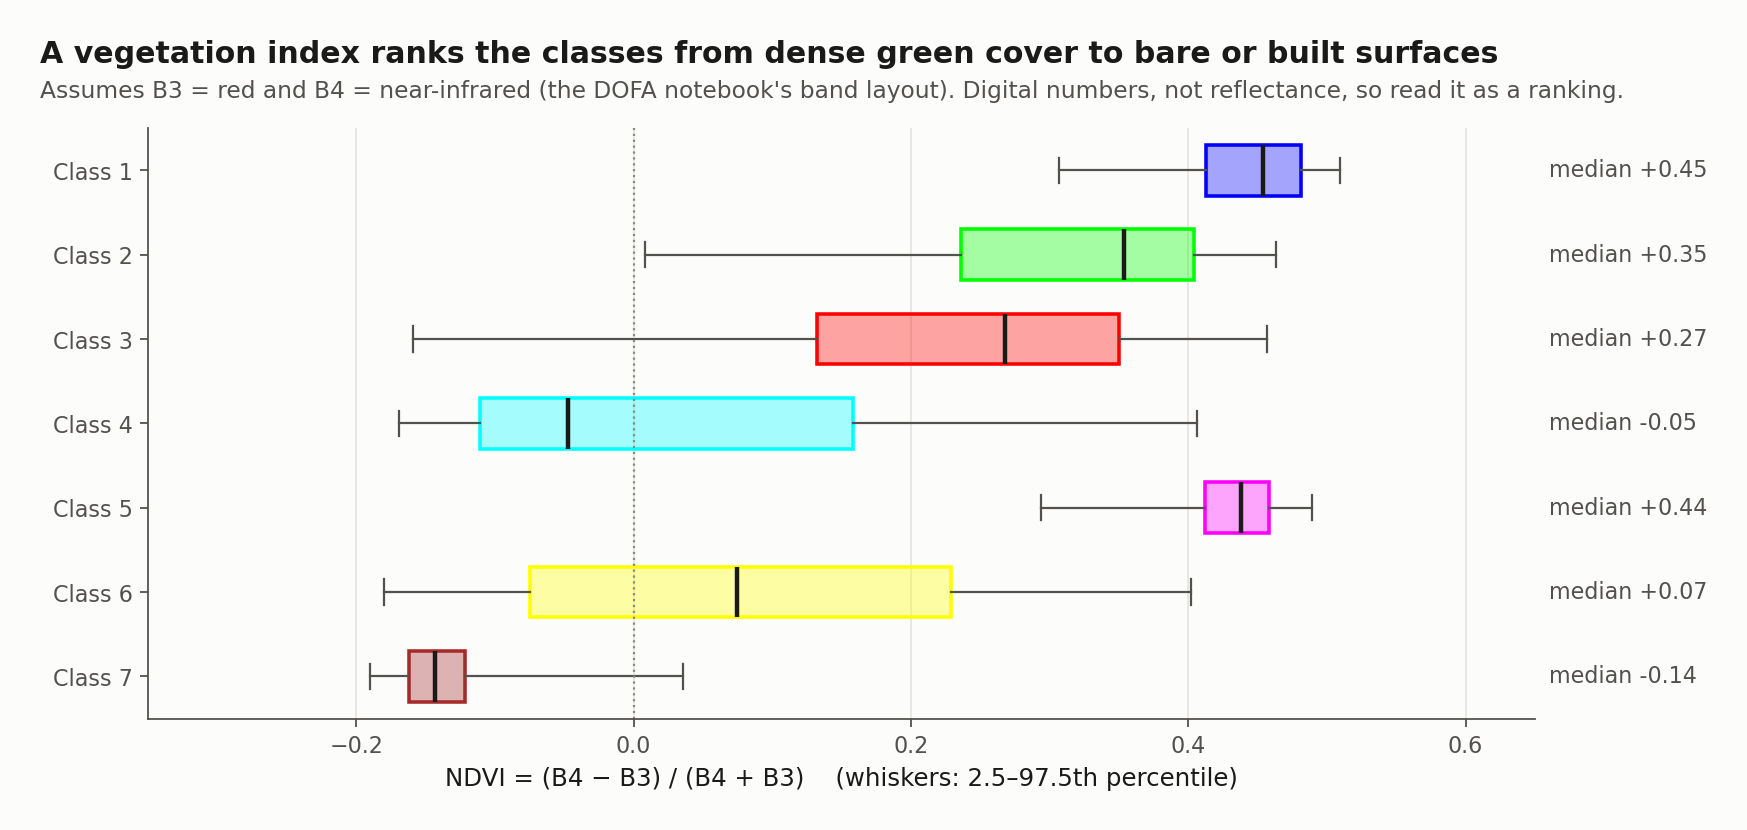 A vegetation index ranks the classes from dense green cover to bare or built surfaces
Assumes B3 = red and B4 = near-infrared (the DOFA notebook's band layout). Digital numbers, not reflectance, so read it as a ranking.
Class 1 median +0.45
Class 2 median +0.35
Class 3 median +0.27
Class 4 median -0.05
Class 5 median +0.44
Class 6 median +0.07
Class 7 median -0.14
−0.2 0.0 0.2 0.4 0.6
NDVI = (B4 − B3) / (B4 + B3) (whiskers: 2.5–97.5th percentile)